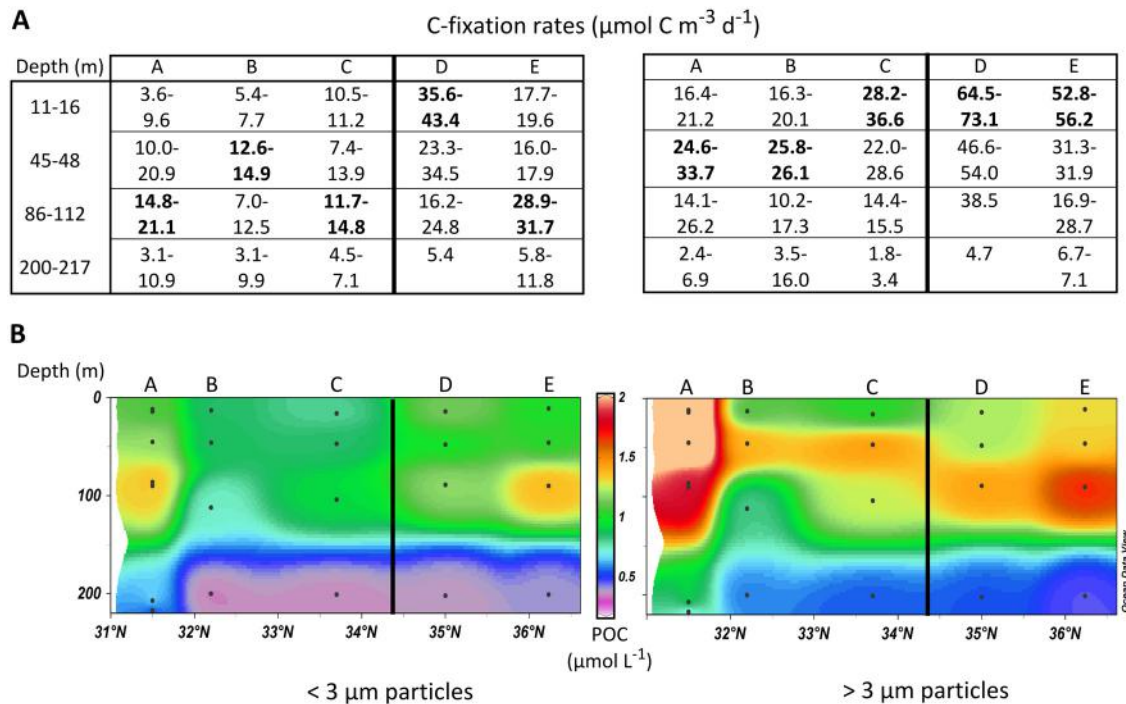 A
C-fixation rates (µmol C m⁻³ d⁻¹)
Depth (m) A B C D E A B C D E
11-16 3.6- 5.4- 10.5- 35.6- 17.7- 16.4- 16.3- 28.2- 64.5- 52.8-
9.6 7.7 11.2 43.4 19.6 21.2 20.1 36.6 73.1 56.2
45-48 10.0- 12.6- 7.4- 23.3- 16.0- 24.6- 25.8- 22.0- 46.6- 31.3-
20.9 14.9 13.9 34.5 17.9 33.7 26.1 28.6 54.0 31.9
86-112 14.8- 7.0- 11.7- 16.2- 28.9- 14.1- 10.2- 14.4- 38.5 16.9-
21.1 12.5 14.8 24.8 31.7 26.2 17.3 15.5 28.7
200-217 3.1- 3.1- 4.5- 5.4 5.8- 2.4- 3.5- 1.8- 4.7 6.7-
10.9 9.9 7.1 11.8 6.9 16.0 3.4 7.1
B
Depth (m) A B C D E A B C D E
0 2
1.5
100 1
0.5
200
31°N 32°N 33°N 34°N 35°N 36°N POC 32°N 33°N 34°N 35°N 36°N
(µmol L⁻¹)
Ocean Data View
< 3 µm particles > 3 µm particles